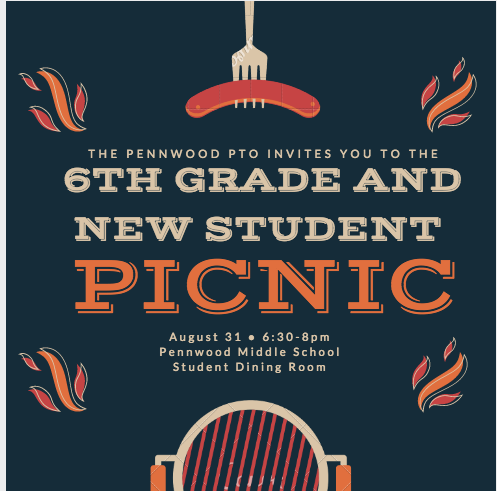 THE PENNWOOD PTO INVITES YOU TO THE
6TH GRADE AND
NEW STUDENT
PICNIC
August 31 • 6:30-8pm
Pennwood Middle School
Student Dining Room